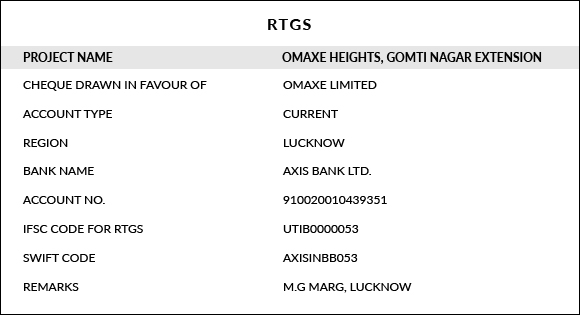 RTGS
PROJECT NAME OMAXE HEIGHTS, GOMTI NAGAR EXTENSION
CHEQUE DRAWN IN FAVOUR OF OMAXE LIMITED
ACCOUNT TYPE CURRENT
REGION LUCKNOW
BANK NAME AXIS BANK LTD.
ACCOUNT NO. 910020010439351
IFSC CODE FOR RTGS UTIB0000053
SWIFT CODE AXISINBB053
REMARKS M.G MARG, LUCKNOW